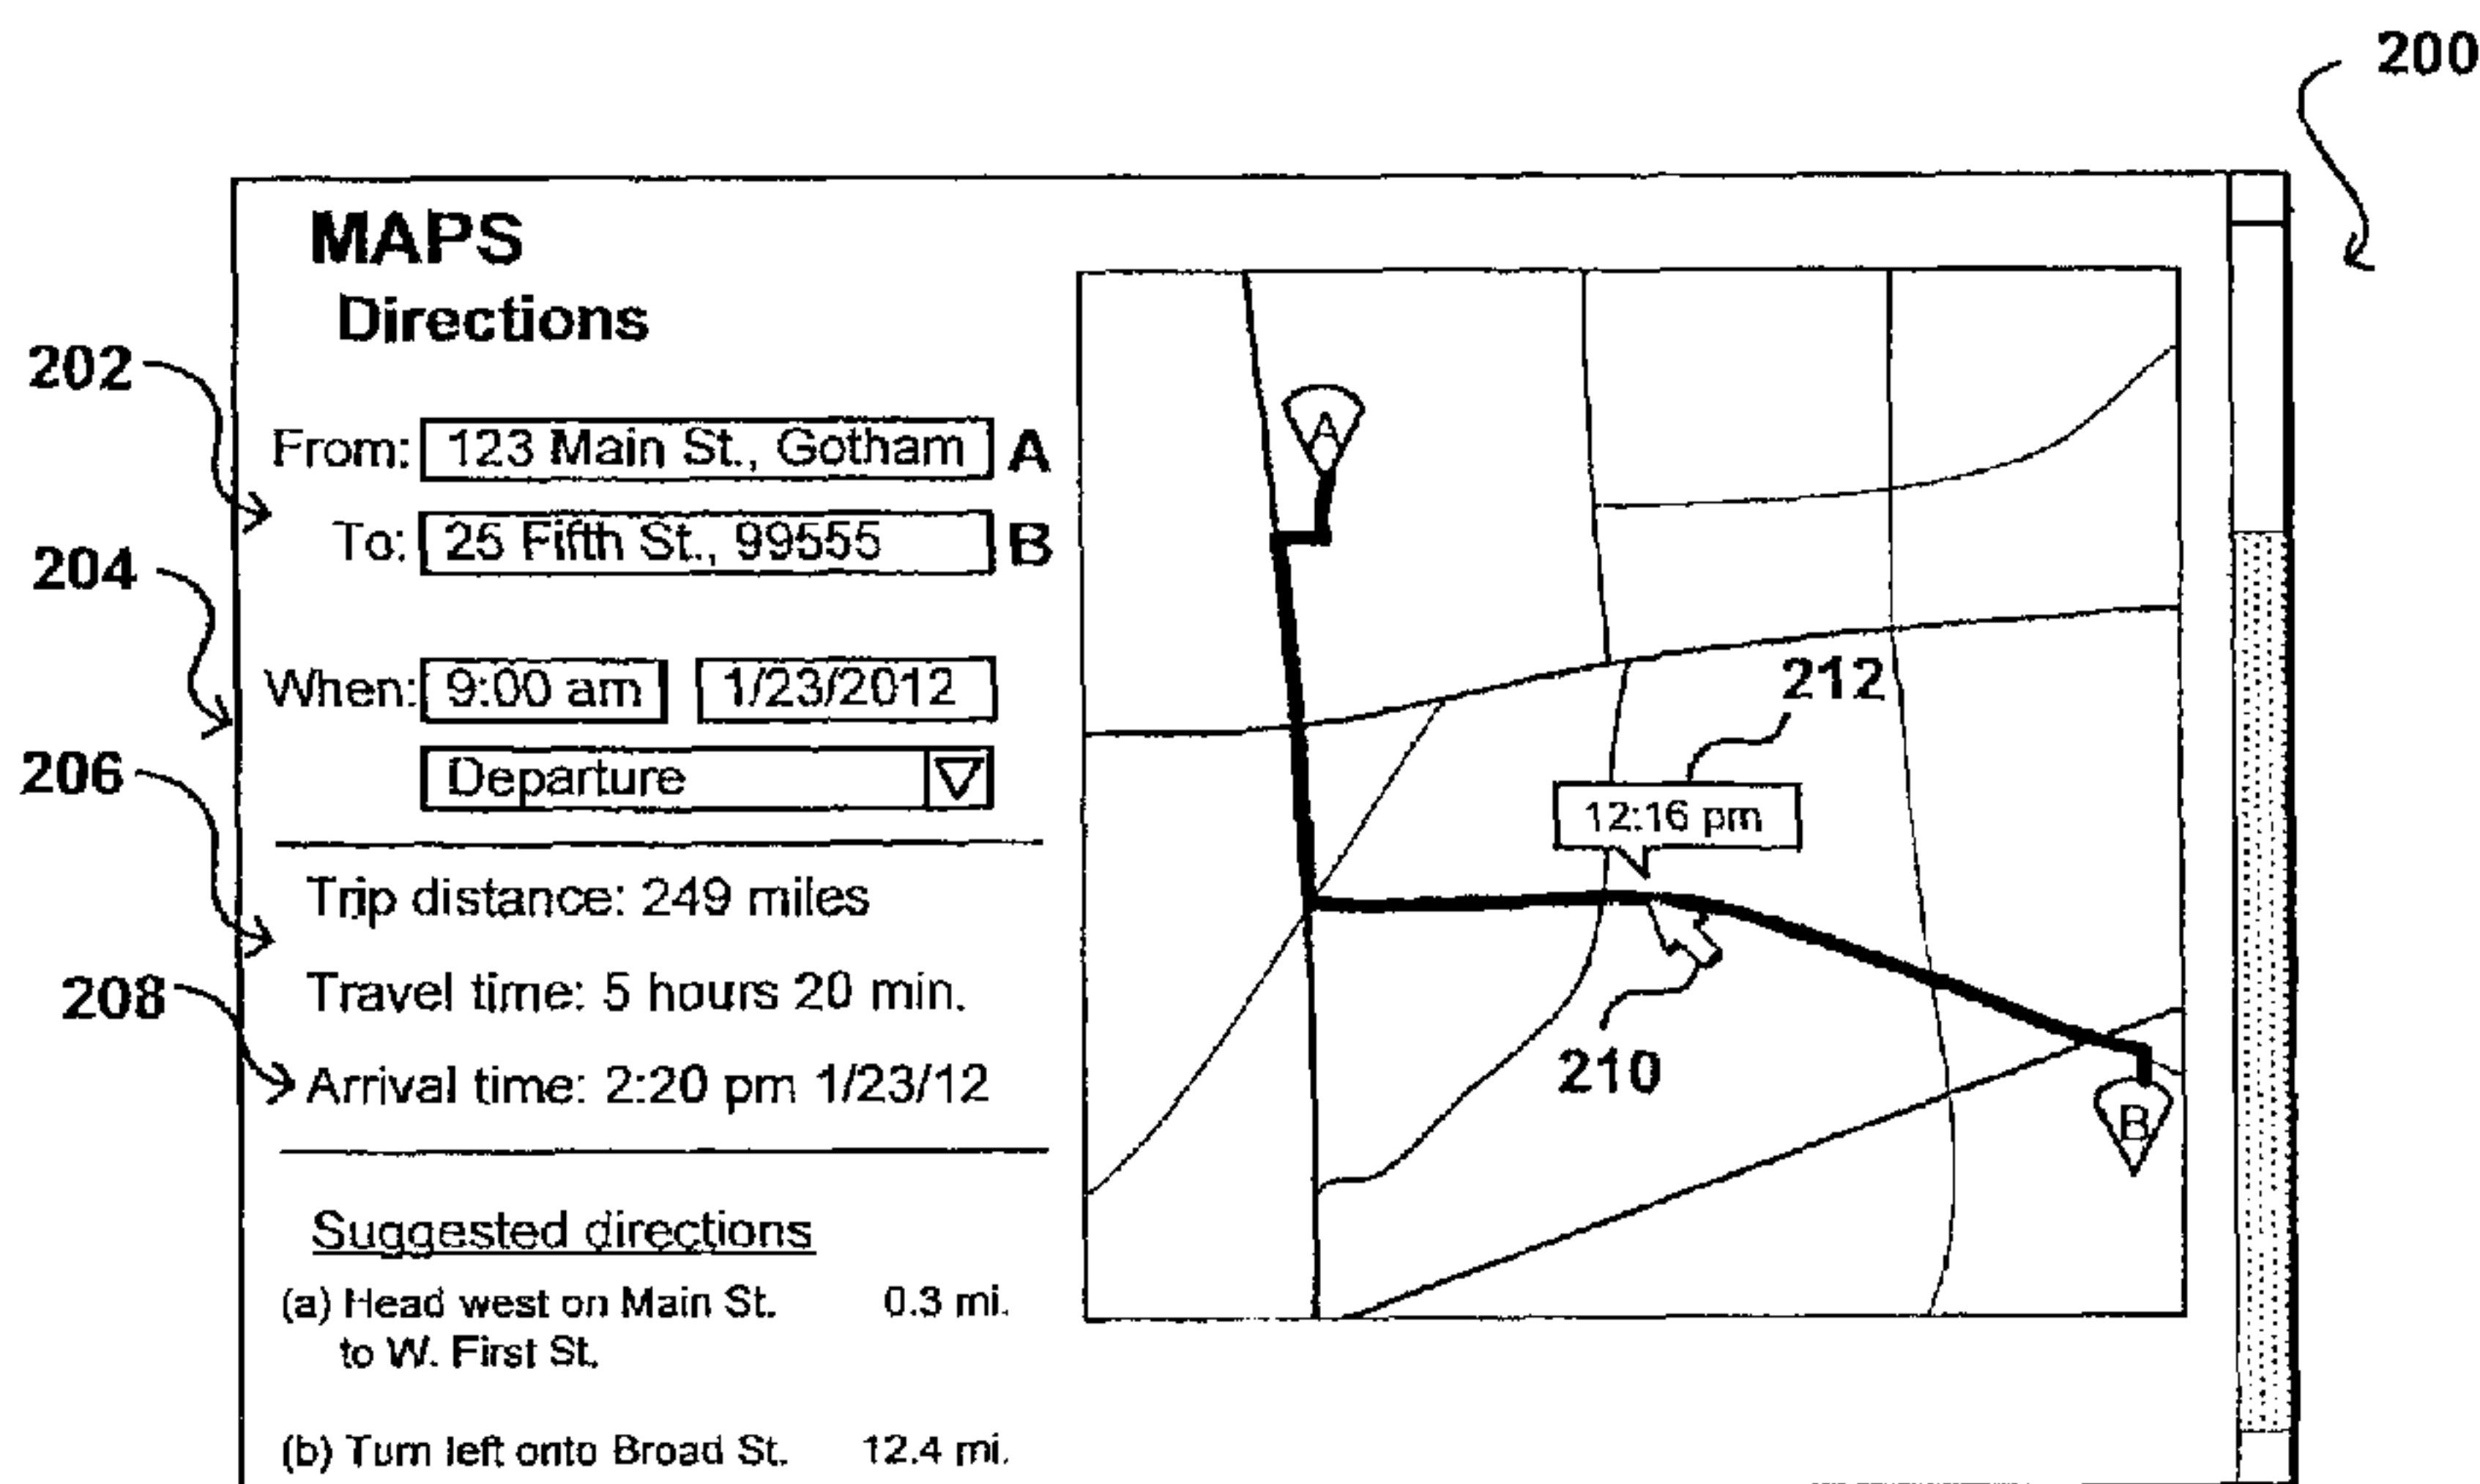 200
MAPS
Directions
202
From: 123 Main St., Gotham A
To: 25 Fifth St., 99555 B
204
When: 9:00 am 1/23/2012
206
Departure
Trip distance: 249 miles
Travel time: 5 hours 20 min.
208
Arrival time: 2:20 pm 1/23/12
Suggested directions
(a) Head west on Main St. 0.3 mi.
to W. First St.
(b) Turn left onto Broad St. 12.4 mi.
A
212
12:16 pm
210
B